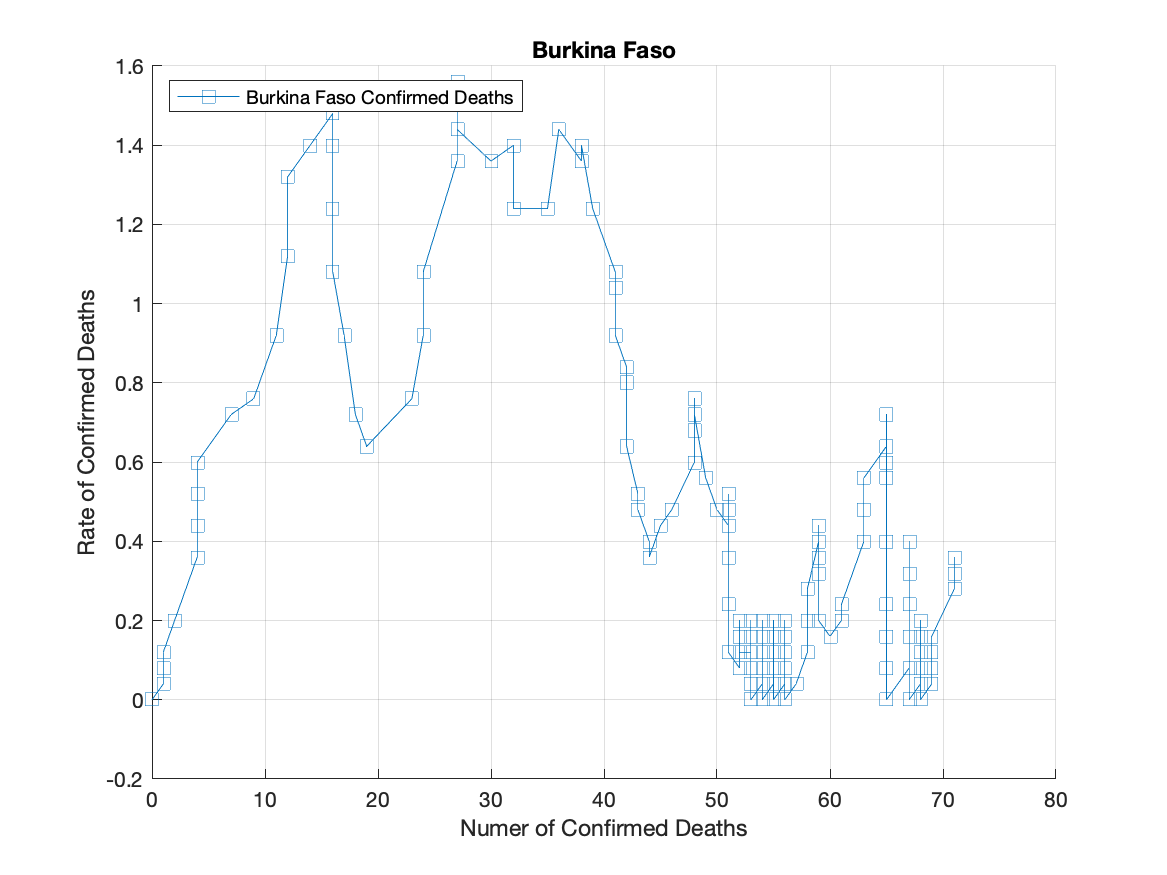 Burkina Faso
Burkina Faso Confirmed Deaths
1.6
1.4
1.2
1
0.8
0.6
0.4
0.2
0
-0.2
Rate of Confirmed Deaths
0 10 20 30 40 50 60 70 80
Numer of Confirmed Deaths